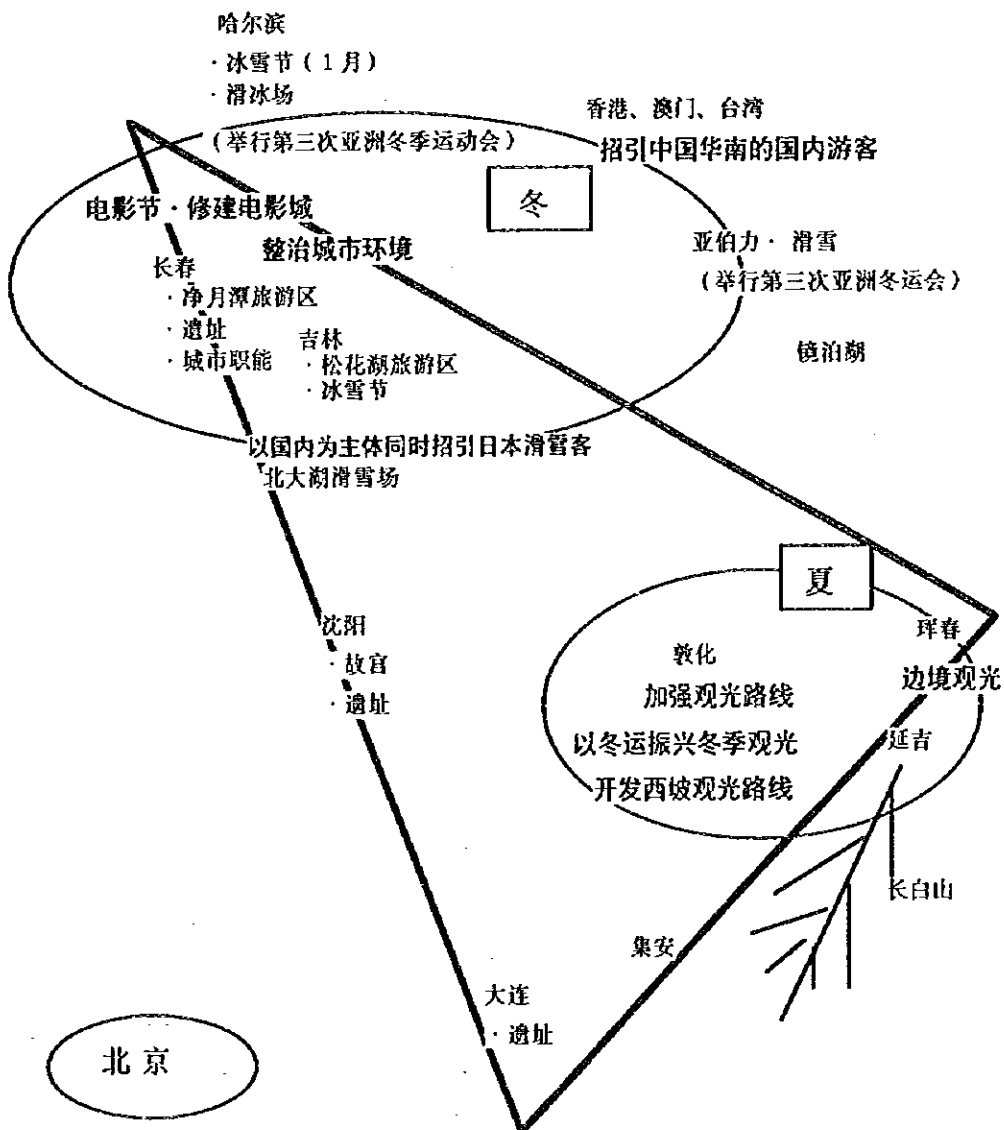 哈尔滨
·冰雪节(1月)
·滑冰场
(举行第三次亚洲冬季运动会)
香港、澳门、台湾
招引中国华南的国内游客
冬
电影节·修建电影城
整治城市环境
亚伯力·滑雪
(举行第三次亚洲冬运会)
镜泊湖
长春
·净月潭旅游区
·遗址
·城市职能
吉林
·松花湖旅游区
·冰雪节
以国内为主体同时招引日本滑雪客
北大湖滑雪场
夏
沈阳
·故宫
·遗址
珲春
敦化
边境观光
加强观光路线
以冬运振兴冬季观光
延吉
开发西坡观光路线
长白山
集安
大连
·遗址
北京